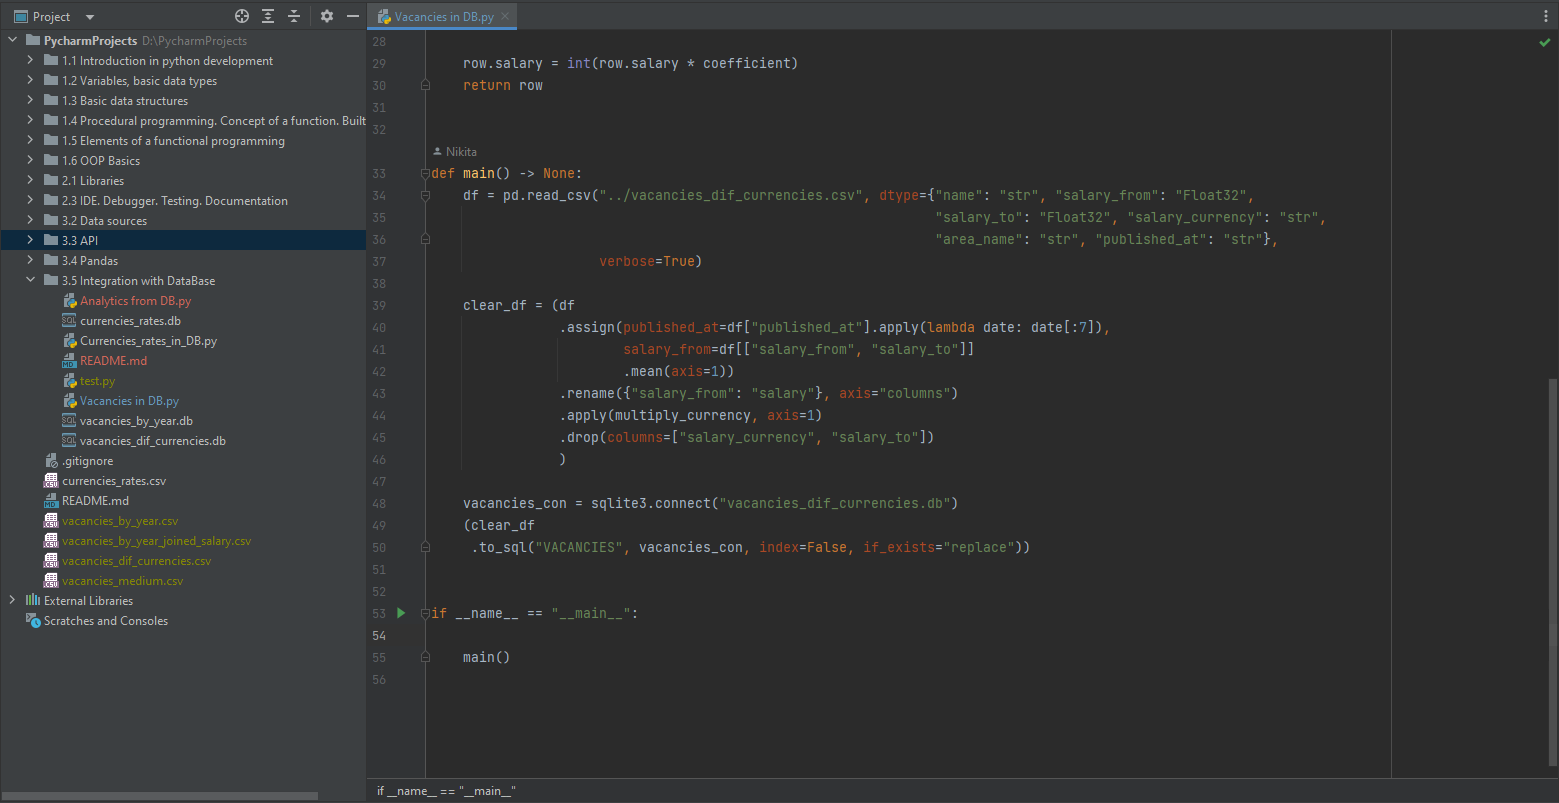 Project
PycharmProjects D:\PycharmProjects
1.1 Introduction in python development
1.2 Variables, basic data types
1.3 Basic data structures
1.4 Procedural programming. Concept of a function. Built
1.5 Elements of a functional programming
1.6 OOP Basics
2.1 Libraries
2.3 IDE. Debugger. Testing. Documentation
3.2 Data sources
3.3 API
3.4 Pandas
3.5 Integration with DataBase
Analytics from DB.py
currencies_rates.db
Currencies_rates_in_DB.py
README.md
test.py
Vacancies in DB.py
vacancies_by_year.db
vacancies_dif_currencies.db
.gitignore
currencies_rates.csv
README.md
vacancies_by_year.csv
vacancies_by_year_joined_salary.csv
vacancies_dif_currencies.csv
vacancies_medium.csv
External Libraries
Scratches and Consoles
Vacancies in DB.py
28
29 row.salary = int(row.salary * coefficient)
30 return row
31
32
Nikita
33 def main() -> None:
34 df = pd.read_csv("../vacancies_dif_currencies.csv", dtype={"name": "str", "salary_from": "Float32",
35 "salary_to": "Float32", "salary_currency": "str",
36 "area_name": "str", "published_at": "str"},
37 verbose=True)
38
39 clear_df = (df
40 .assign(published_at=df["published_at"].apply(lambda date: date[:7]),
41 salary_from=df[["salary_from", "salary_to"]]
42 .mean(axis=1))
43 .rename({"salary_from": "salary"}, axis="columns")
44 .apply(multiply_currency, axis=1)
45 .drop(columns=["salary_currency", "salary_to"])
46 )
47
48 vacancies_con = sqlite3.connect("vacancies_dif_currencies.db")
49 (clear_df
50 .to_sql("VACANCIES", vacancies_con, index=False, if_exists="replace"))
51
52
53 if __name__ == "__main__":
54
55 main()
56
if __name__ == "__main__"